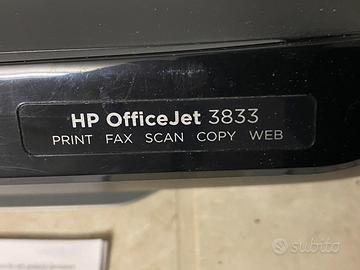 HP OfficeJet 3833
PRINT FAX SCAN COPY WEB
subito